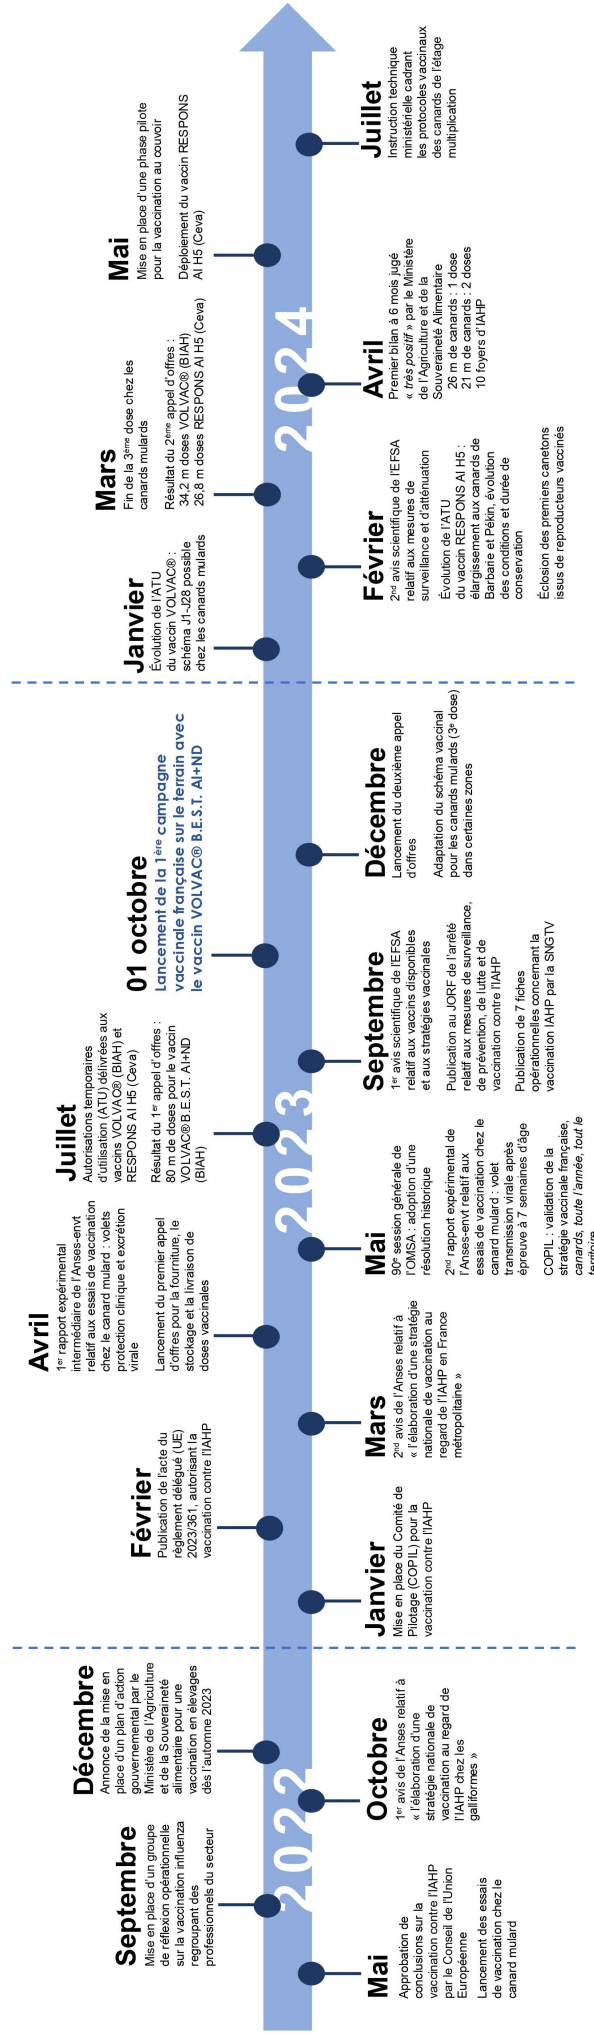 2022
Mai
Approbation de
conclusions sur la
vaccination contre l'IAHP
par le Conseil de l'Union
Européenne
Lancement des essais
de vaccination chez le
canard mulard
Septembre
Mise en place d'un groupe
de réflexion opérationnelle
sur la vaccination influenza
regroupant des
professionnels du secteur
Octobre
1er avis de l'Anses relatif à
« l'élaboration d'une
stratégie nationale de
vaccination au regard de
l'IAHP chez les
galliformes »
Décembre
Annonce de la mise en
place d'un plan d'action
gouvernemental par le
Ministère de l'Agriculture
et de la Souveraineté
alimentaire pour une
vaccination en élevages
dès l'automne 2023
2023
Janvier
Mise en place du Comité de
Pilotage (COPIL) pour la
vaccination contre l'IAHP
Février
Publication de l'acte du
règlement délégué (UE)
2023/361, autorisant la
vaccination contre l'IAHP
Mars
2nd avis de l'Anses relatif à
« l'élaboration d'une stratégie
nationale de vaccination au
regard de l'IAHP en France
métropolitaine »
Avril
1er rapport expérimental
intermédiaire de l'Anses-envt
relatif aux essais de vaccination
chez le canard mulard : volets
protection clinique et excrétion
virale
Lancement du premier appel
d'offres pour la fourniture, le
stockage et la livraison de
doses vaccinales
Mai
90e session générale de
l'OMSA : adoption d'une
résolution historique
2nd rapport expérimental de
l'Anses-envt relatif aux
essais de vaccination chez le
canard mulard : volet
transmission virale après
épreuve à 7 semaines d'âge
COPIL : validation de la
stratégie vaccinale française,
canards, toute l'année, tout le
territoire
Juillet
Autorisations temporaires
d'utilisation (ATU) délivrées aux
vaccins VOLVAC® (BIAH) et
RESPONS AI H5 (Ceva)
Résultat du 1er appel d'offres :
80 m de doses pour le vaccin
VOLVAC® B.E.S.T. AI+ND
(BIAH)
Septembre
1er avis scientifique de l'EFSA
relatif aux vaccins disponibles
et aux stratégies vaccinales
Publication au JORF de l'arrêté
relatif aux mesures de surveillance,
de prévention, de lutte et de
vaccination contre l'IAHP
Publication de 7 fiches
opérationnelles concernant la
vaccination IAHP par la SNGTV
01 octobre
Lancement de la 1ère campagne
vaccinale française sur le terrain avec
le vaccin VOLVAC® B.E.S.T. AI+ND
Décembre
Lancement du deuxième appel
d'offres
Adaptation du schéma vaccinal
pour les canards mulards (3e dose)
dans certaines zones
2024
Janvier
Évolution de l'ATU
du vaccin VOLVAC® :
schéma J1-J28 possible
chez les canards mulards
Février
2nd avis scientifique de l'EFSA
relatif aux mesures de
surveillance et d'atténuation
Évolution de l'ATU
du vaccin RESPONS AI H5 :
élargissement aux canards de
Barbarie et Pékin, évolution
des conditions et durée de
conservation
Eclosion des premiers canetons
issus de reproducteurs vaccinés
Mars
Fin de la 3ème dose chez les
canards mulards
Résultat du 2ème appel d'offres :
34,2 m doses VOLVAC® (BIAH)
26,8 m doses RESPONS AI H5 (Ceva)
Avril
Premier bilan à 6 mois jugé
« très positif » par le Ministère
de l'Agriculture et de la
Souveraineté Alimentaire
26 m de canards : 1 dose
21 m de canards : 2 doses
10 foyers d'IAHP
Mai
Mise en place d'une phase pilote
pour la vaccination au couvoir
Déploiement du vaccin RESPONS
AI H5 (Ceva)
Juillet
Instruction technique
ministérielle cadrant
les protocoles vaccinaux
des canards de l'étage
multiplication